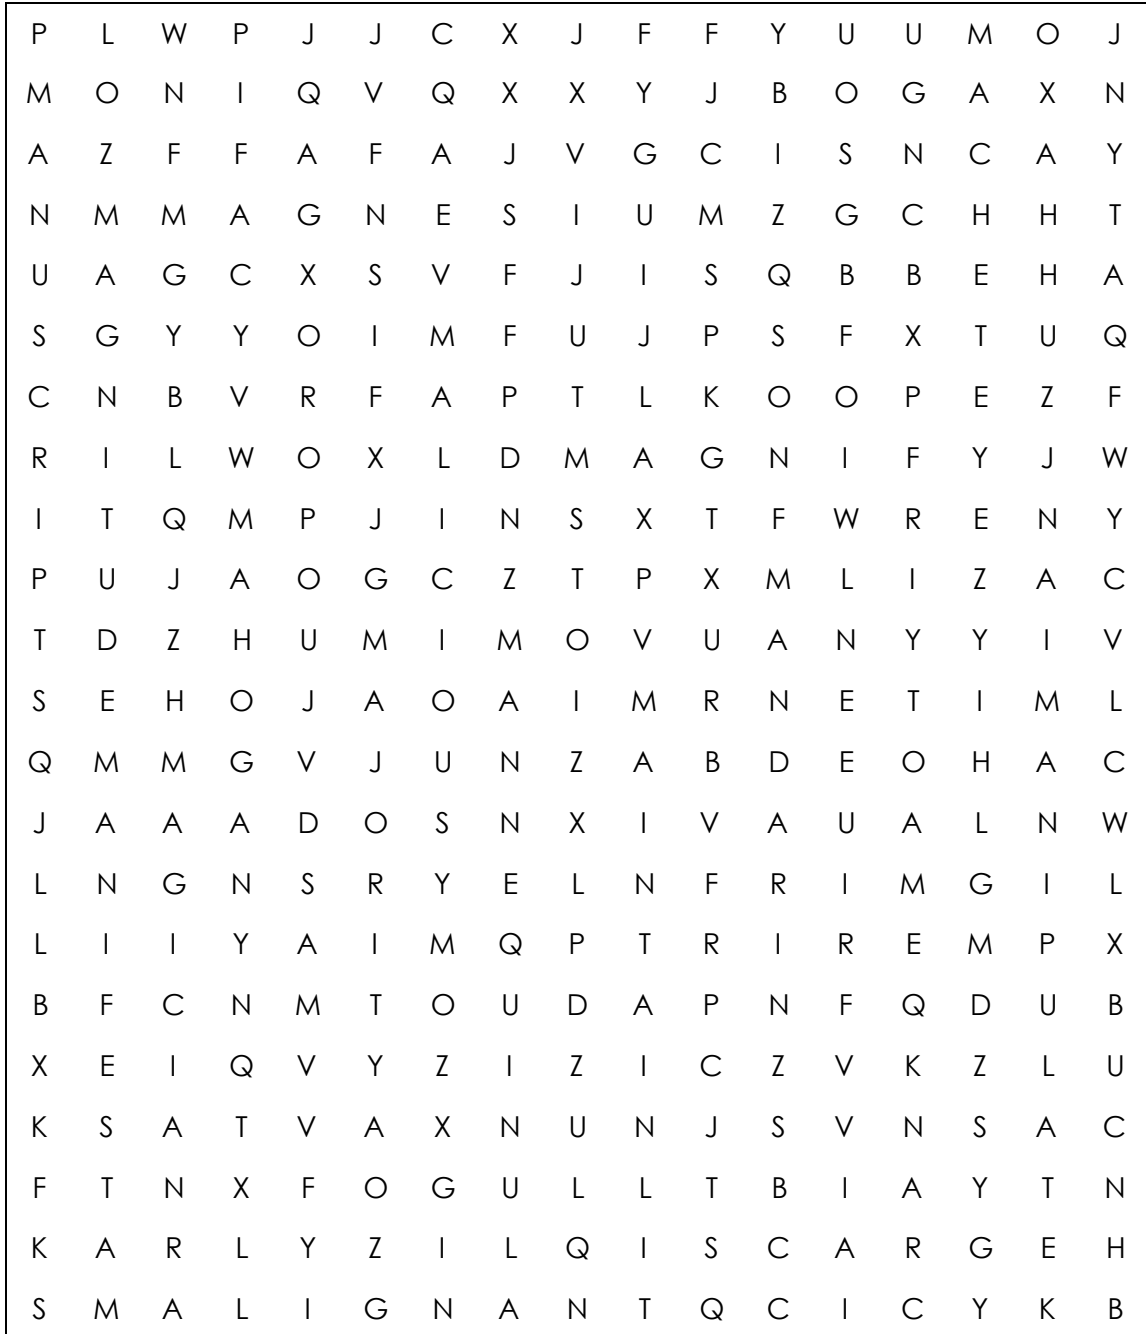 P L W P J J C X J F F Y U U M O J
M O N I Q V Q X X Y J B O G A X N
A Z F F A F A J V G C I S N C A Y
N M M A G N E S I U M Z G C H H T
U A G C X S V F J I S Q B B E H A
S G Y Y O I M F U J P S F X T U Q
C N B V R F A P T L K O O P E Z F
R I L W O X L D M A G N I F Y J W
I T Q M P J I N S X T F W R E N Y
P U J A O G C Z T P X M L I Z A C
T D Z H U M I M O V U A N Y Y I V
S E H O J A O A I M R N E T I M L
Q M M G V J U N Z A B D E O H A C
J A A A D O S N X I V A U A L N W
L N G N S R Y E L N F R I M G I L
L I I Y A I M Q P T R I R E M P X
B F C N M T O U D A P N F Q D U B
X E I Q V Y Z I Z I C Z V K Z L U
K S A T V A X N U N J S V N S A C
F T N X F O G U L L T B I A Y T N
K A R L Y Z I L Q I S C A R G E H
S M A L I G N A N T Q C I C Y K B